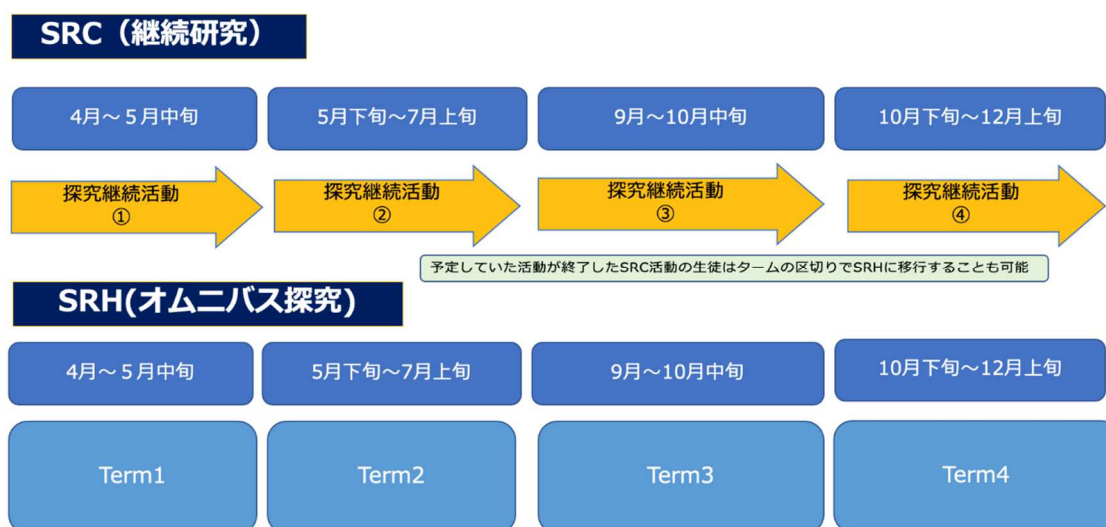 SRC（継続研究）
4月～５月中旬
5月下旬～7月上旬
9月～10月中旬
10月下旬～12月上旬
探究継続活動
①
探究継続活動
②
探究継続活動
③
探究継続活動
④
予定していた活動が終了したSRC活動の生徒はタームの区切りでSRHに移行することも可能
SRH(オムニバス探究)
4月～５月中旬
5月下旬～7月上旬
9月～10月中旬
10月下旬～12月上旬
Term1
Term2
Term3
Term4